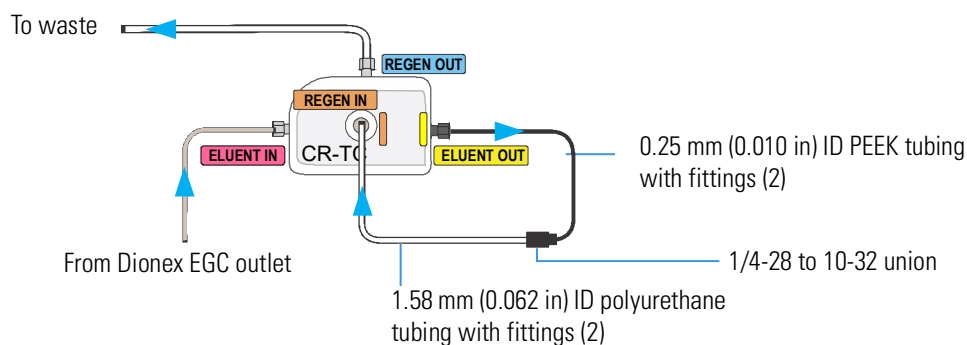 To waste
REGEN OUT
REGEN IN
ELUENT IN
CR-TC
ELUENT OUT
0.25 mm (0.010 in) ID PEEK tubing
with fittings (2)
From Dionex EGC outlet
1/4-28 to 10-32 union
1.58 mm (0.062 in) ID polyurethane
tubing with fittings (2)